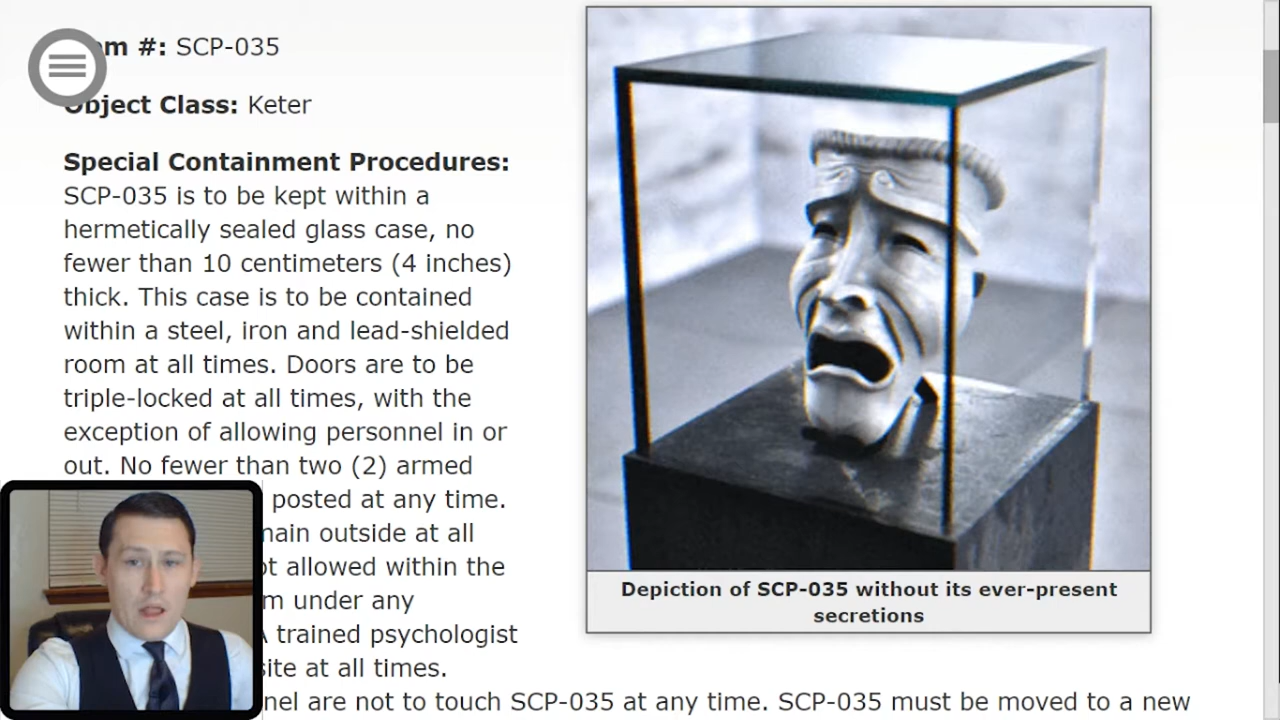 m #: SCP-035
Object Class: Keter
Special Containment Procedures:
SCP-035 is to be kept within a
hermetically sealed glass case, no
fewer than 10 centimeters (4 inches)
thick. This case is to be contained
within a steel, iron and lead-shielded
room at all times. Doors are to be
triple-locked at all times, with the
exception of allowing personnel in or
out. No fewer than two (2) armed
posted at any time.
main outside at all
ot allowed within the
m under any
A trained psychologist
site at all times.
nel are not to touch SCP-035 at any time. SCP-035 must be moved to a new
Depiction of SCP-035 without its ever-present
secretions